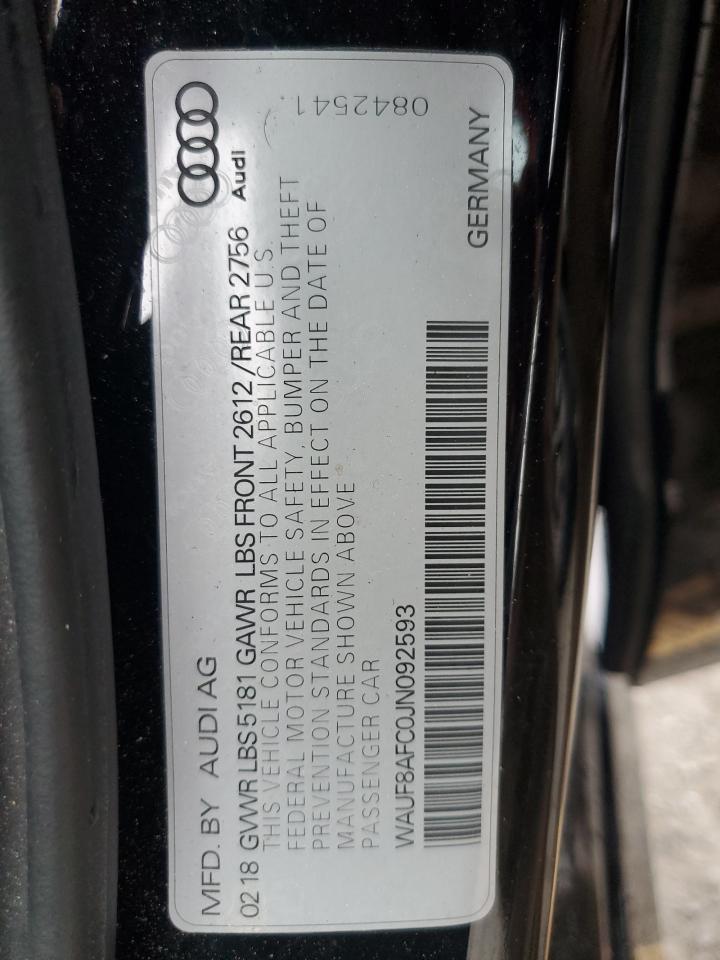 MFD. BY AUDI AG
Audi
02 18 GVWR LBS 5181 GAWR LBS FRONT 2612 / REAR 2756
THIS VEHICLE CONFORMS TO ALL APPLICABLE U.S.
FEDERAL MOTOR VEHICLE SAFETY, BUMPER AND THEFT
PREVENTION STANDARDS IN EFFECT ON THE DATE OF
MANUFACTURE SHOWN ABOVE
PASSENGER CAR
WAUF8AFC0JN092593
GERMANY
0842541